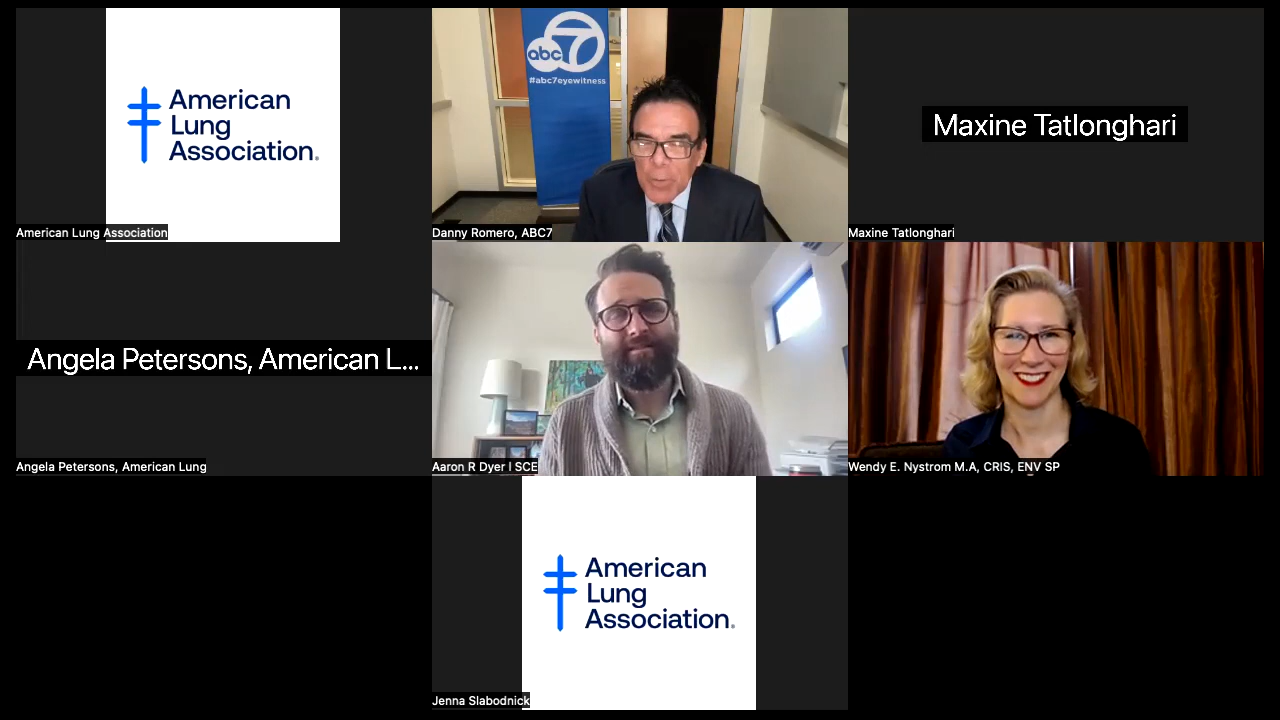 American
Lung
Association.
American Lung Association
abc 7
#abc7eyewitness
Danny Romero, ABC7
Maxine Tatlonghari
Maxine Tatlonghari
Angela Petersons, American L...
Angela Petersons, American Lung
Aaron R Dyer I SCE
Wendy E. Nystrom M.A, CRIS, ENV SP
American
Lung
Association.
Jenna Slabodnick